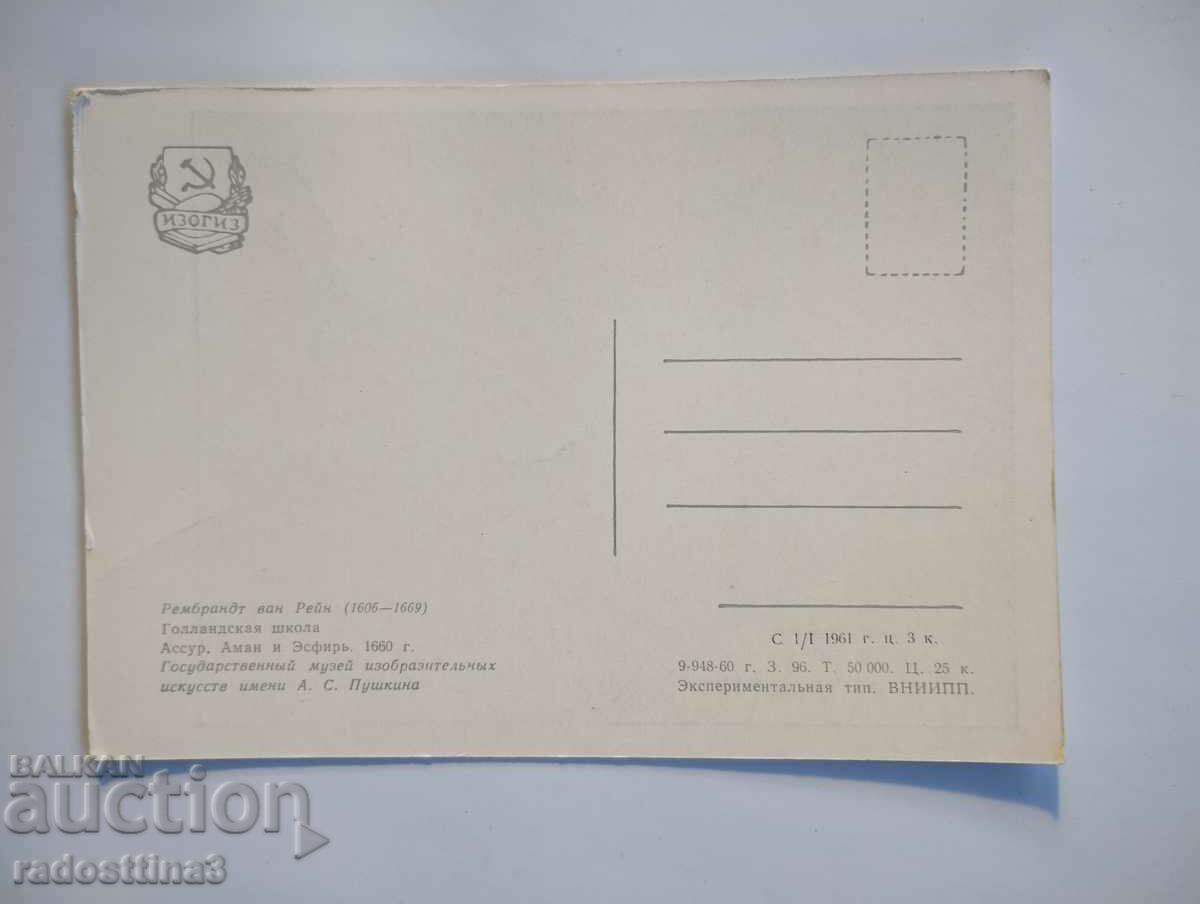 ИЗОГИЗ
Рембрандт ван Рейн (1606—1669)
Голландская школа
Ассур, Аман и Эсфирь. 1660 г.
Государственный музей изобразительных
искусств имени А. С. Пушкина
С 1/I 1961 г. ц. 3 к.
9-948-60 г. З. 96. Т. 50 000. Ц. 25 к.
Экспериментальная тип. ВНИИПП.
BALKAN
auction
radosttina3